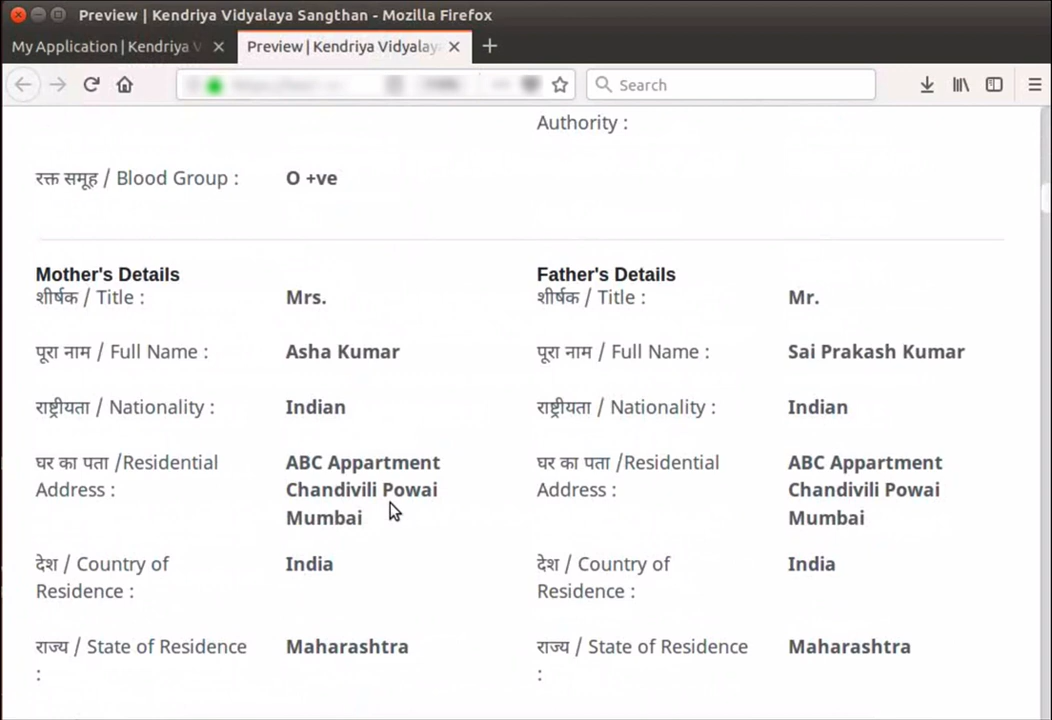 Preview | Kendriya Vidyalaya Sangthan - Mozilla Firefox
My Application | Kendriya V
Preview | Kendriya Vidyalay
Search
Authority :
रक्त समूह / Blood Group : O +ve
Mother's Details Father's Details
शीर्षक / Title : Mrs. शीर्षक / Title : Mr.
पूरा नाम / Full Name : Asha Kumar पूरा नाम / Full Name : Sai Prakash Kumar
राष्ट्रीयता / Nationality : Indian राष्ट्रीयता / Nationality : Indian
घर का पता /Residential ABC Appartment घर का पता /Residential ABC Appartment
Address : Chandivili Powai Address : Chandivili Powai
Mumbai Mumbai
देश / Country of India देश / Country of India
Residence : Residence :
राज्य / State of Residence Maharashtra राज्य / State of Residence Maharashtra
: :